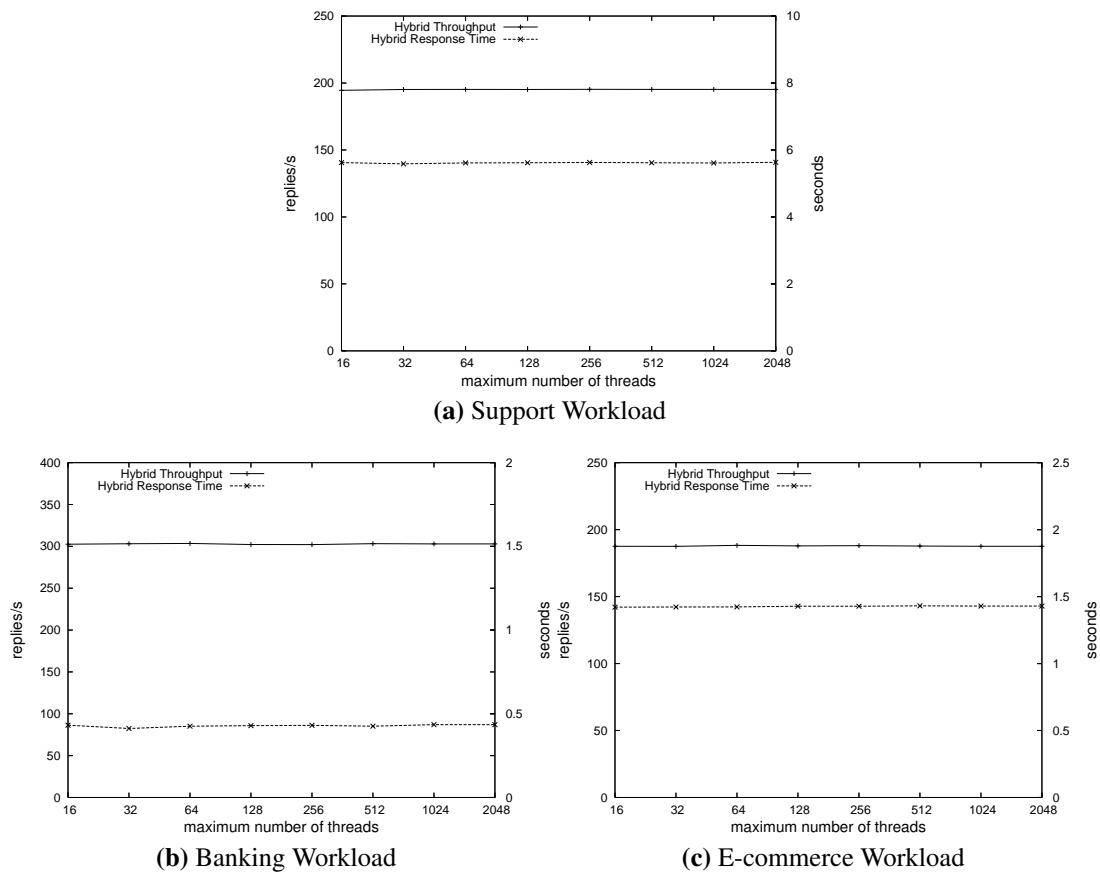 250
200
150
100
50
0
replies/s
Hybrid Throughput
Hybrid Response Time
10
8
6
4
2
0
seconds
16 32 64 128 256 512 1024 2048
maximum number of threads
(a) Support Workload
400
350
300
250
200
150
100
50
0
replies/s
Hybrid Throughput
Hybrid Response Time
2
1.5
1
0.5
0
seconds
16 32 64 128 256 512 1024 2048
maximum number of threads
(b) Banking Workload
250
200
150
100
50
0
replies/s
Hybrid Throughput
Hybrid Response Time
2.5
2
1.5
1
0.5
0
seconds
16 32 64 128 256 512 1024 2048
maximum number of threads
(c) E-commerce Workload